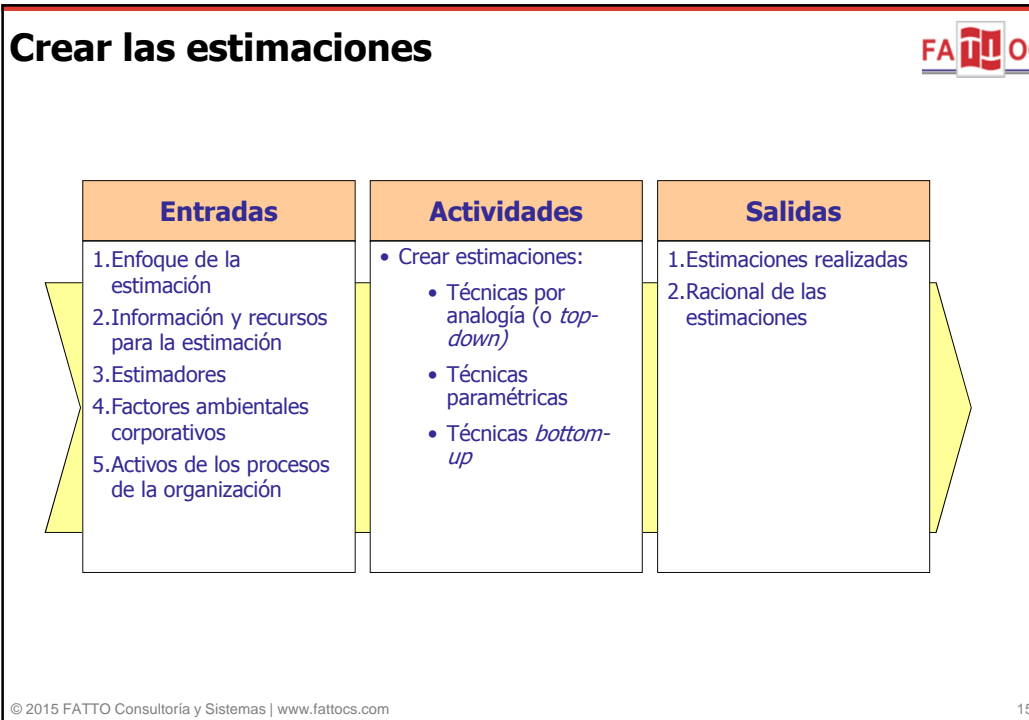 Crear las estimaciones
FATTO
Entradas
1.Enfoque de la
estimación
2.Información y recursos
para la estimación
3.Estimadores
4.Factores ambientales
corporativos
5.Activos de los procesos
de la organización
Actividades
• Crear estimaciones:
• Técnicas por
analogía (o top-
down)
• Técnicas
paramétricas
• Técnicas bottom-
up
Salidas
1.Estimaciones realizadas
2.Racional de las
estimaciones
© 2015 FATTO Consultoría y Sistemas | www.fattocs.com
15